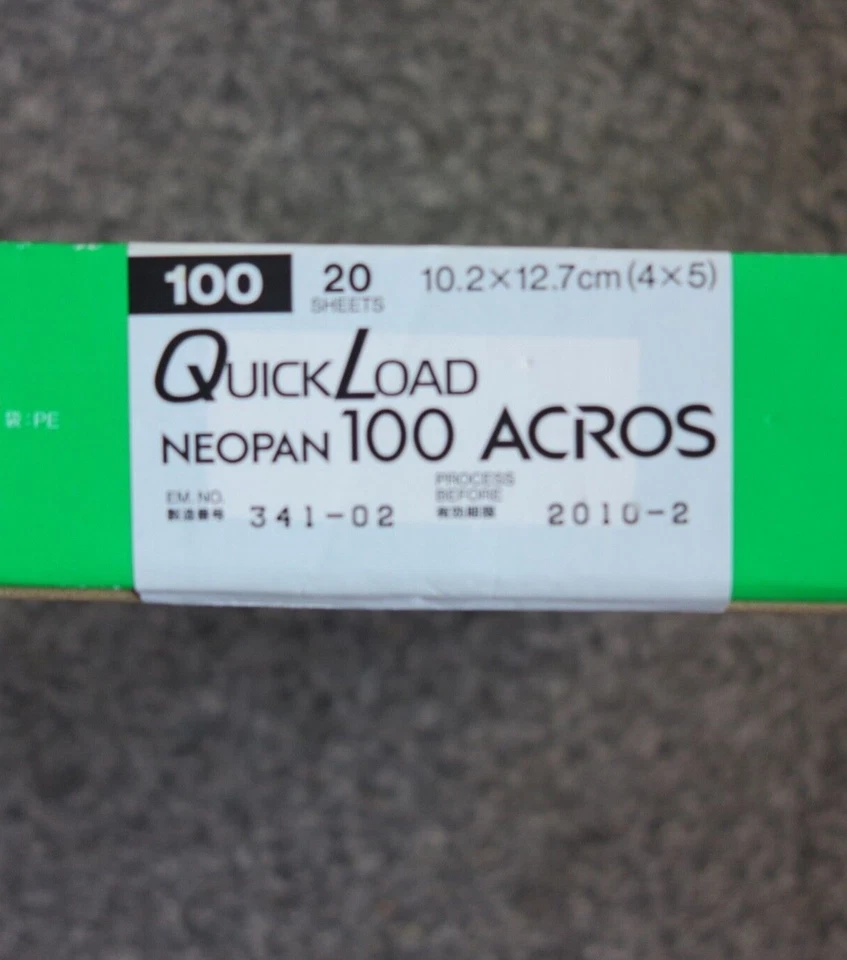 100
20
SHEETS
10.2×12.7cm(4×5)
QUICKLOAD
NEOPAN 100 ACROS
EM. NO.
製造番号
341-02
PROCESS
BEFORE
有効期限
2010-2
袋:PE